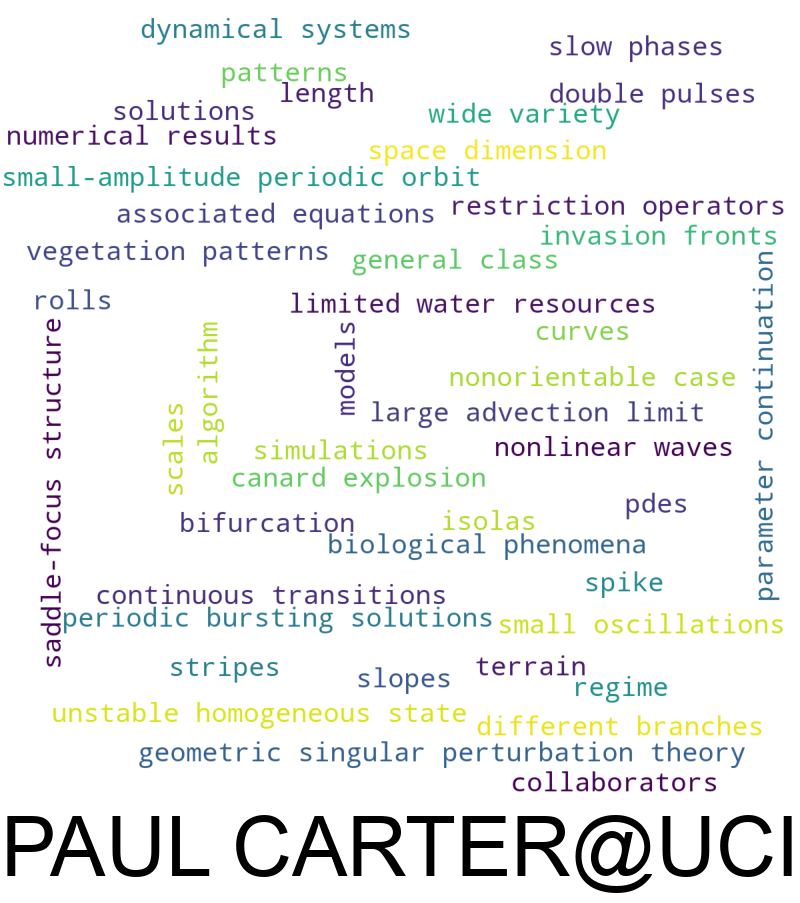 dynamical systems
slow phases
patterns
length
double pulses
solutions
wide variety
numerical results
space dimension
small-amplitude periodic orbit
associated equations
restriction operators
invasion fronts
vegetation patterns
general class
parameter continuation
rolls
limited water resources
saddle-focus structure
algorithm
models
curves
nonorientable case
scales
large advection limit
simulations
nonlinear waves
canard explosion
pdes
bifurcation
isolas
biological phenomena
spike
continuous transitions
periodic bursting solutions
small oscillations
stripes
terrain
slopes
regime
unstable homogeneous state
different branches
geometric singular perturbation theory
collaborators
PAUL CARTER@UCI